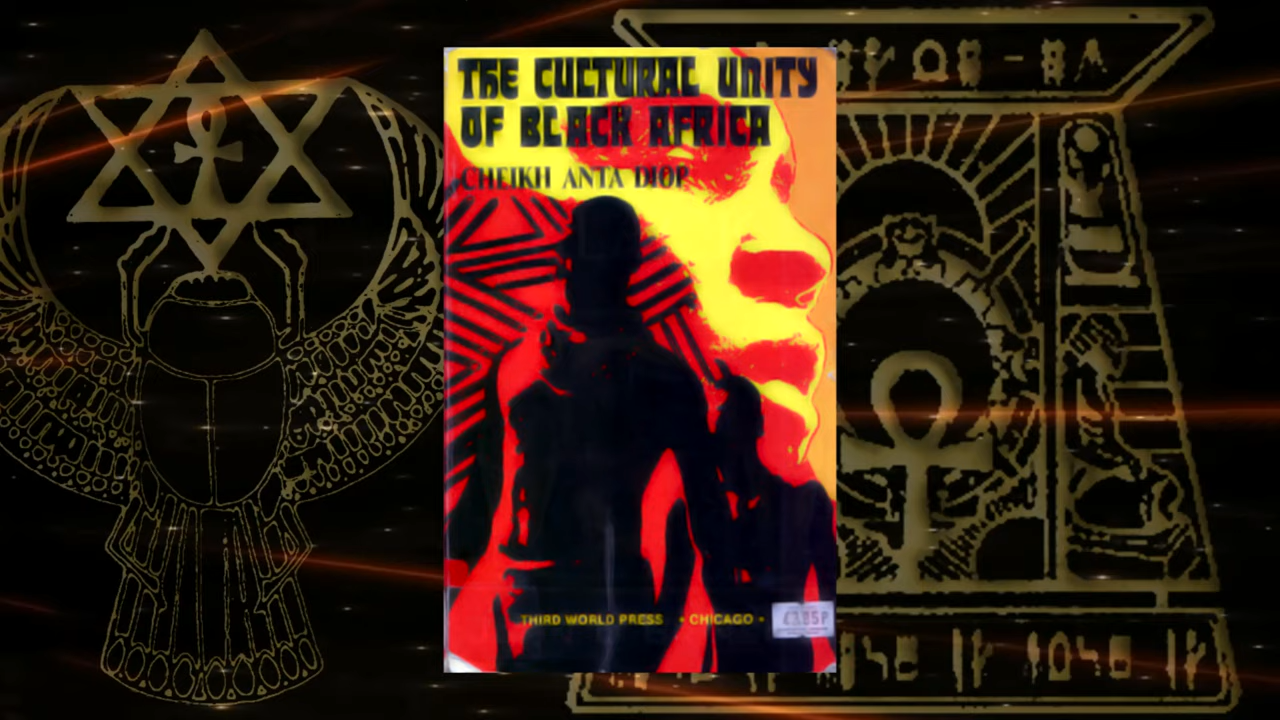 THE CULTURAL UNITY
OF BLACK AFRICA
CHEIKH ANTA DIOP
THIRD WORLD PRESS • CHICAGO •